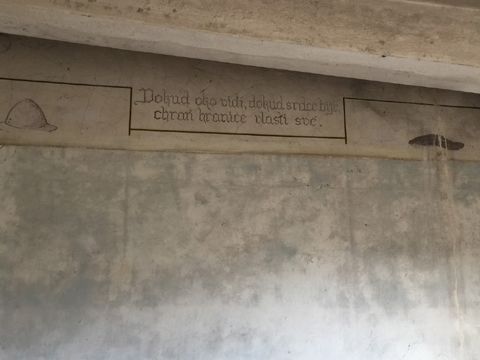 Dokud oko vidí, dokud srdce bije
chraň hranice vlasti své.